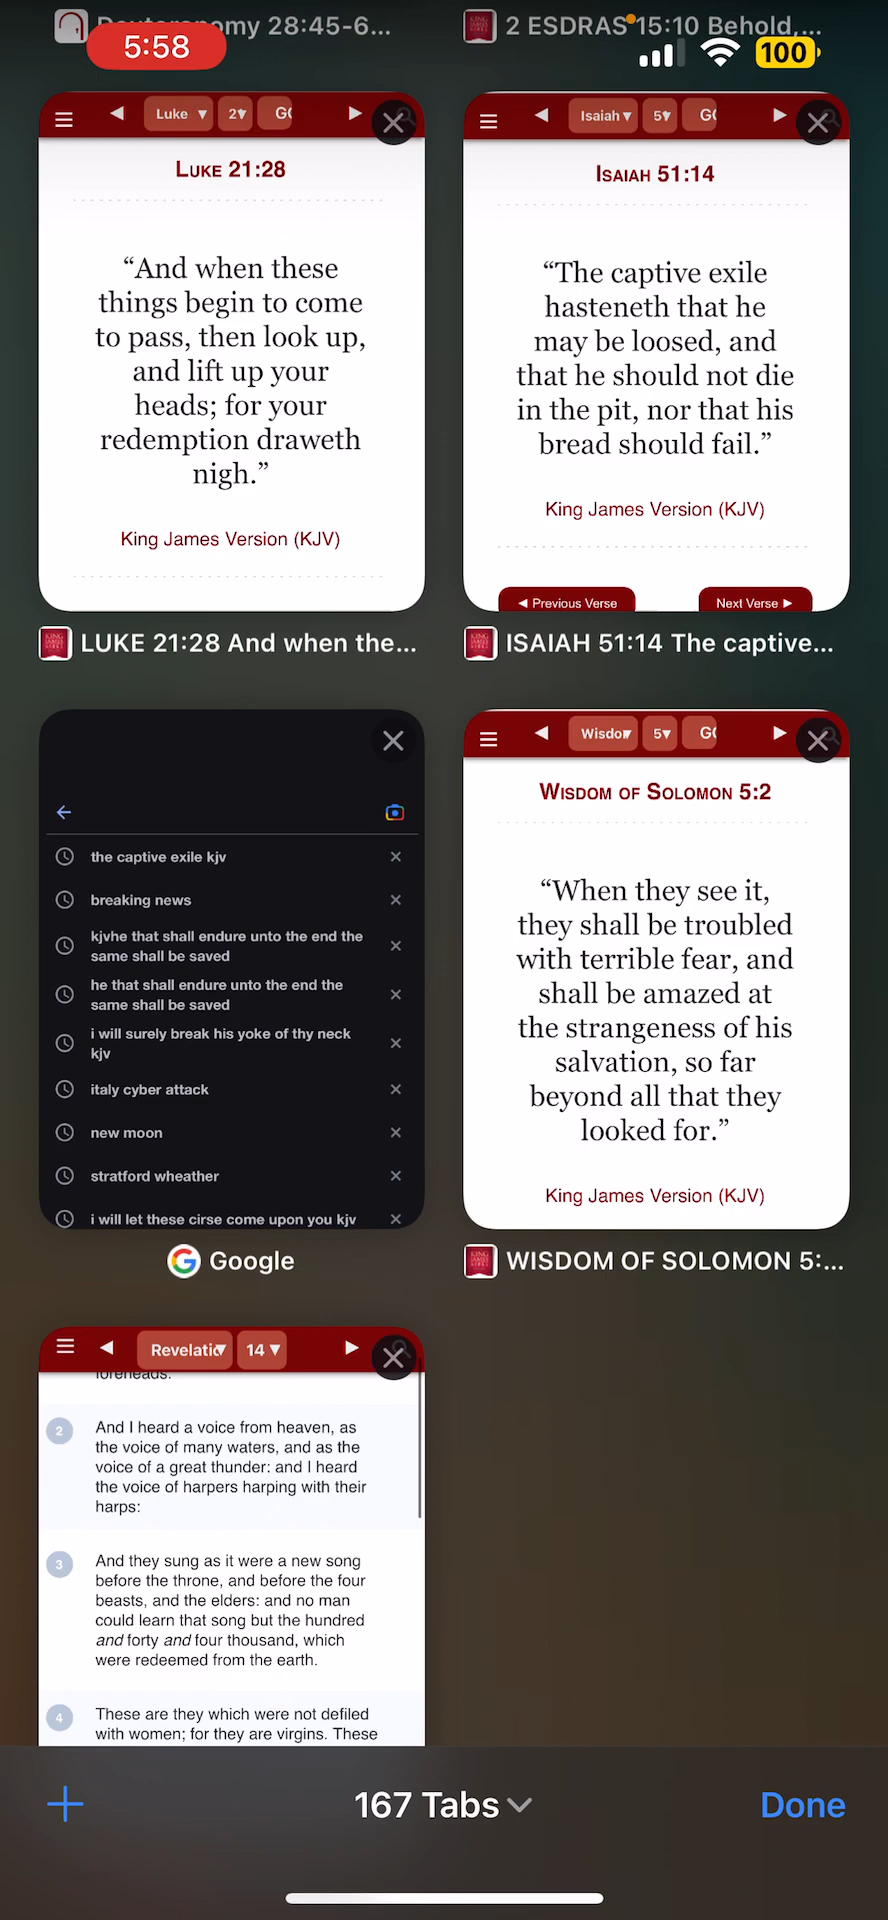 my 28:45-6...
2 ESDRAS 15:10 Behold,...
5:58
100
Luke ▼ 2▼
Isaiah ▼ 5▼
LUKE 21:28
“And when these
things begin to come
to pass, then look up,
and lift up your
heads; for your
redemption draweth
nigh.”
King James Version (KJV)
ISAIAH 51:14
“The captive exile
hasteneth that he
may be loosed, and
that he should not die
in the pit, nor that his
bread should fail.”
King James Version (KJV)
◄ Previous Verse
Next Verse ►
LUKE 21:28 And when the...
ISAIAH 51:14 The captive...
the captive exile kjv
breaking news
kjvhe that shall endure unto the end the
same shall be saved
he that shall endure unto the end the
same shall be saved
i will surely break his yoke of thy neck
kjv
italy cyber attack
new moon
stratford wheather
i will let these cirse come upon you kjv
Google
5▼
WISDOM OF SOLOMON 5:2
“When they see it,
they shall be troubled
with terrible fear, and
shall be amazed at
the strangeness of his
salvation, so far
beyond all that they
looked for.”
King James Version (KJV)
WISDOM OF SOLOMON 5:...
14 ▼
foreheads.
2
And I heard a voice from heaven, as
the voice of many waters, and as the
voice of a great thunder: and I heard
the voice of harpers harping with their
harps:
3
And they sung as it were a new song
before the throne, and before the four
beasts, and the elders: and no man
could learn that song but the hundred
and forty and four thousand, which
were redeemed from the earth.
4
These are they which were not defiled
with women; for they are virgins. These
167 Tabs
Done